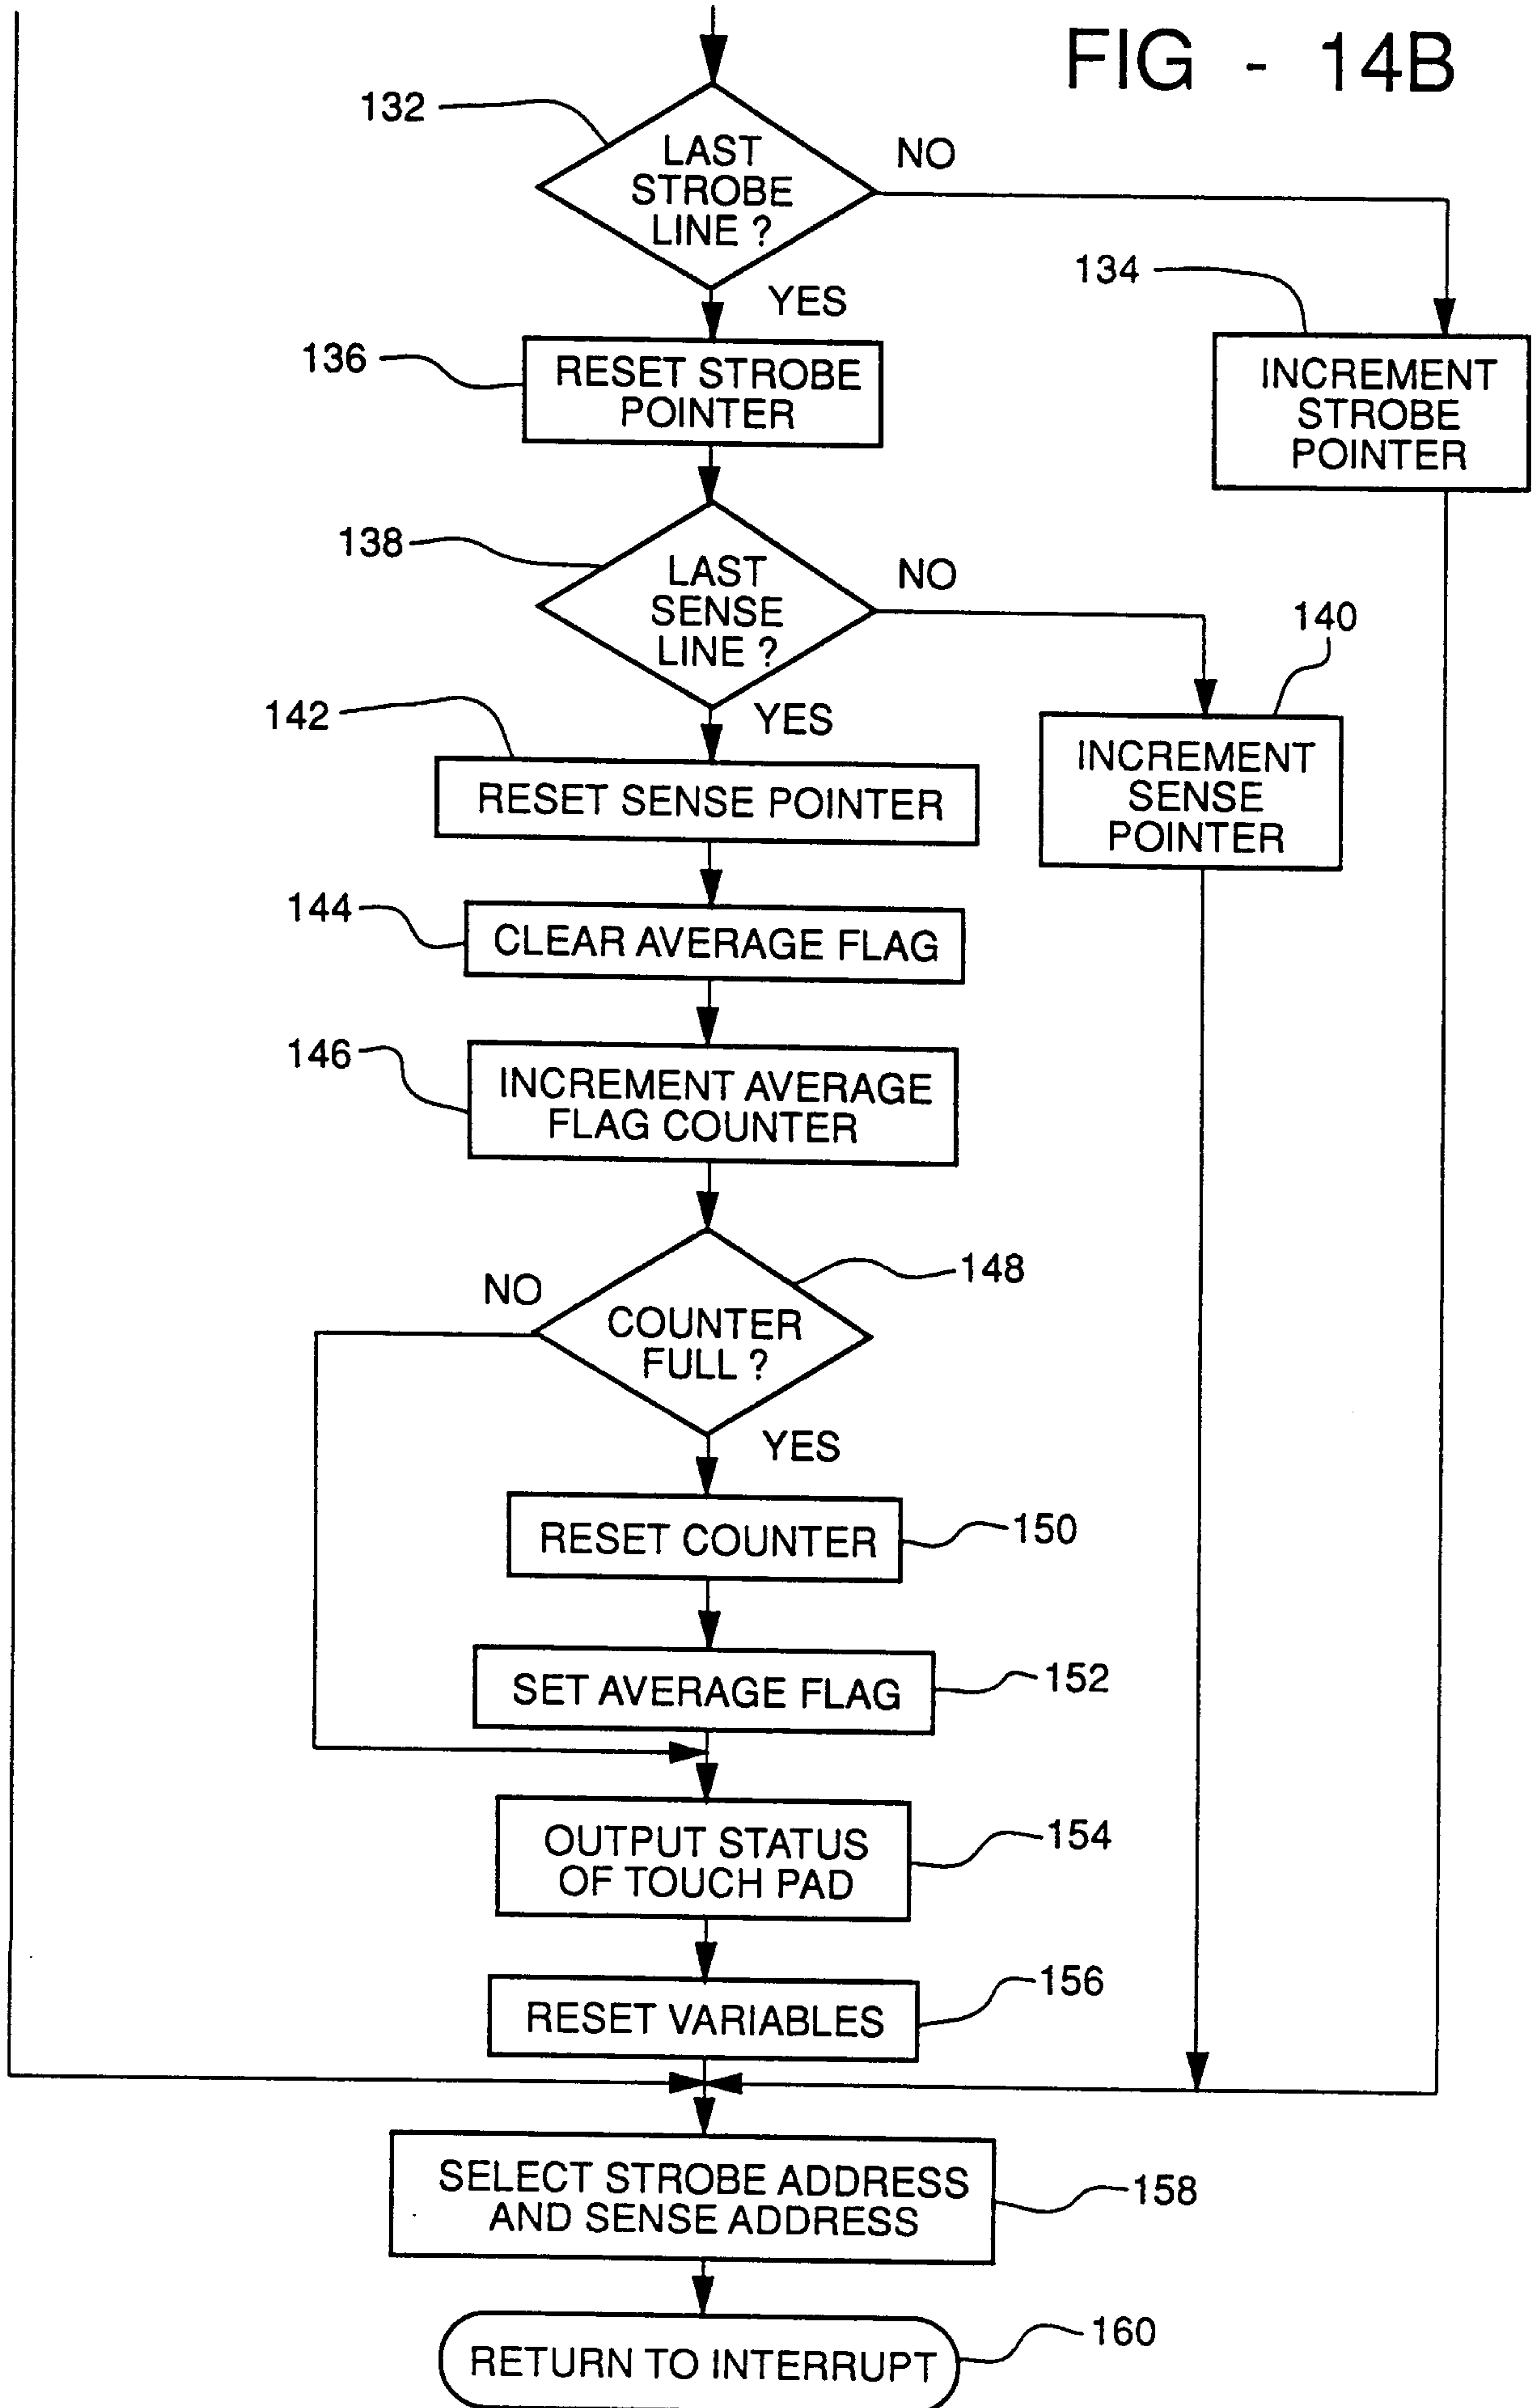 FIG - 14B
132
LAST
STROBE
LINE ?
NO
YES
134
INCREMENT
STROBE
POINTER
136
RESET STROBE
POINTER
138
LAST
SENSE
LINE ?
NO
YES
140
INCREMENT
SENSE
POINTER
142
RESET SENSE POINTER
144
CLEAR AVERAGE FLAG
146
INCREMENT AVERAGE
FLAG COUNTER
148
NO
COUNTER
FULL ?
YES
RESET COUNTER
150
SET AVERAGE FLAG
152
OUTPUT STATUS
OF TOUCH PAD
154
RESET VARIABLES
156
SELECT STROBE ADDRESS
AND SENSE ADDRESS
158
RETURN TO INTERRUPT
160